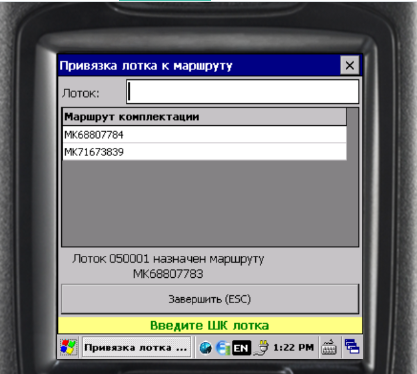 Привязка лотка к маршруту
Лоток:
Маршрут комплектации
МК68807784
МК71673839
Лоток 050001 назначен маршруту
МК68807783
Завершить (ESC)
Введите ШК лотка
Привязка лотка ... EN 1:22 PM